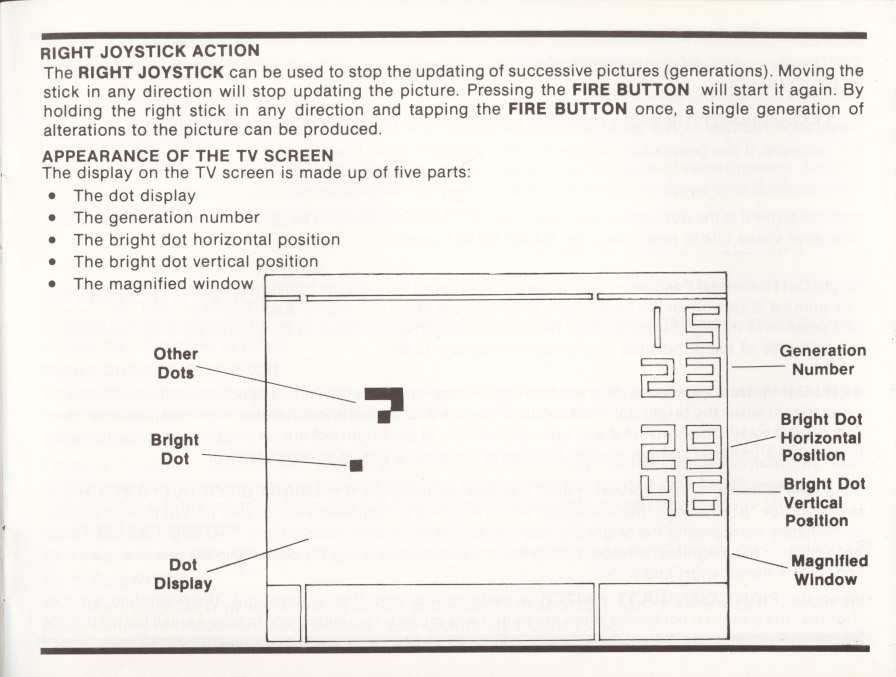 RIGHT JOYSTICK ACTION
The RIGHT JOYSTICK can be used to stop the updating of successive pictures (generations). Moving the
stick in any direction will stop updating the picture. Pressing the FIRE BUTTON will start it again. By
holding the right stick in any direction and tapping the FIRE BUTTON once, a single generation of
alterations to the picture can be produced.
APPEARANCE OF THE TV SCREEN
The display on the TV screen is made up of five parts:
• The dot display
• The generation number
• The bright dot horizontal position
• The bright dot vertical position
• The magnified window
Other
Dots
Bright
Dot
Dot
Display
15
23
28
46
Generation
Number
Bright Dot
Horizontal
Position
Bright Dot
Vertical
Position
Magnified
Window